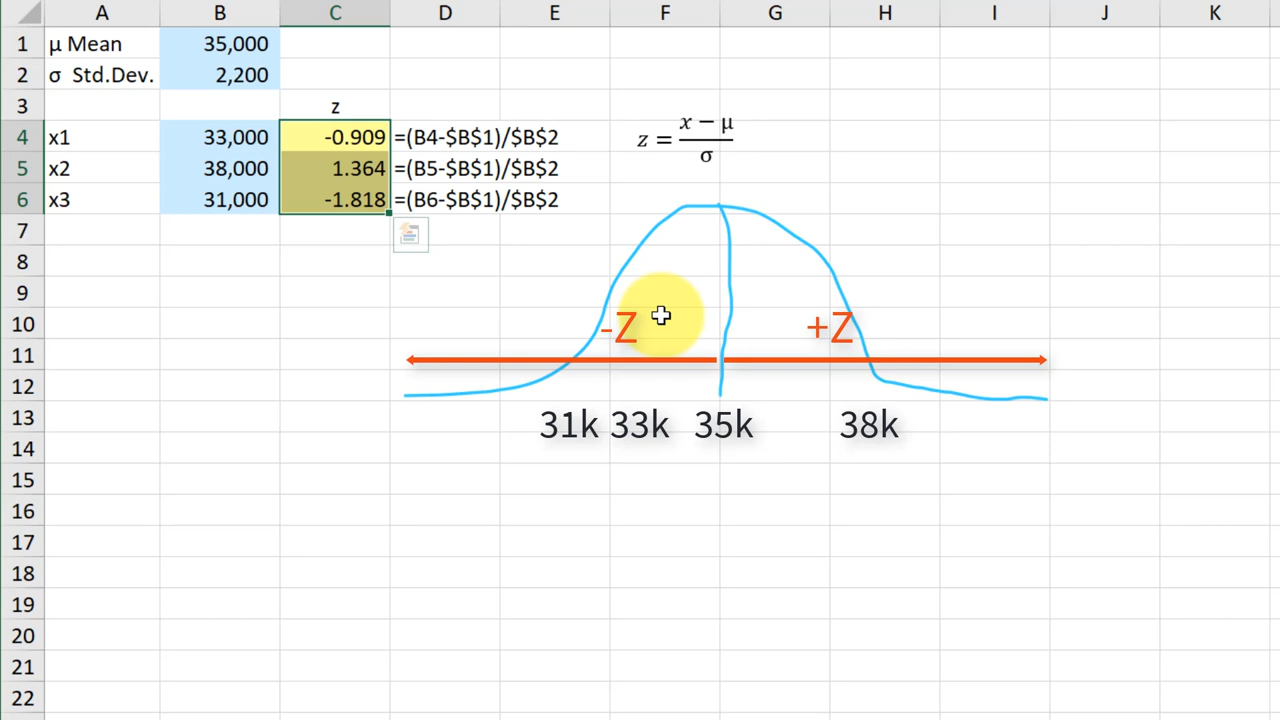 A B C D E F G H I J K
1 μ Mean 35,000
2 σ Std.Dev. 2,200
3 z
4 x1 33,000 -0.909 =(B4-$B$1)/$B$2
5 x2 38,000 1.364 =(B5-$B$1)/$B$2
6 x3 31,000 -1.818 =(B6-$B$1)/$B$2
z = (x − μ)/σ
7
8
9
10 -Z +Z
11
12
13 31k 33k 35k 38k
14
15
16
17
18
19
20
21
22